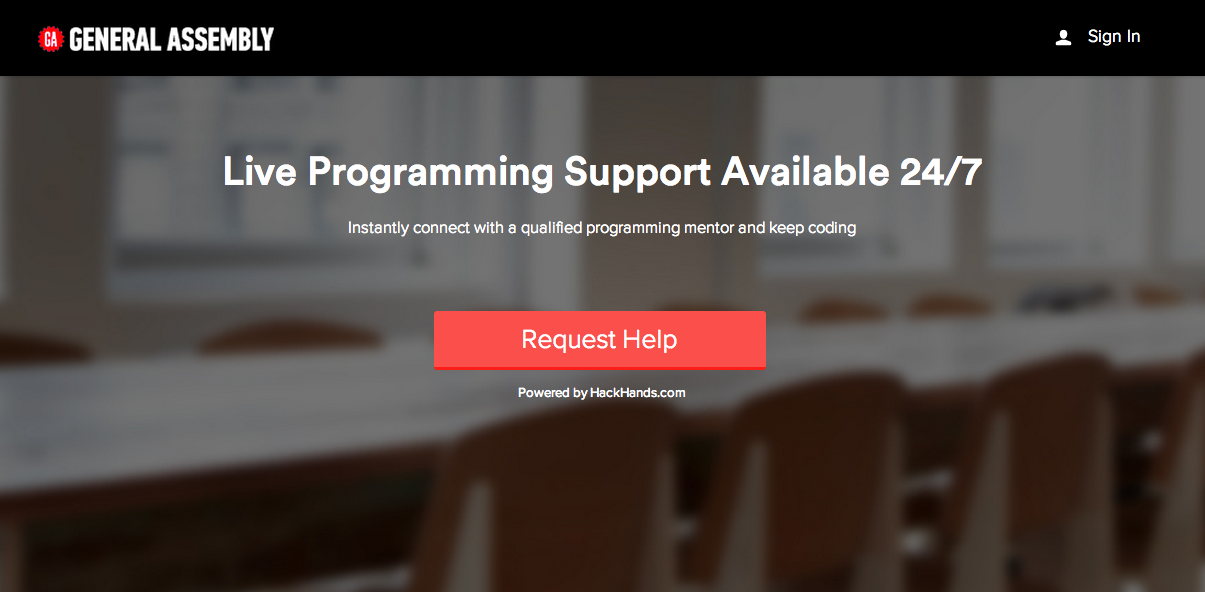 GA GENERAL ASSEMBLY
Sign In
Live Programming Support Available 24/7
Instantly connect with a qualified programming mentor and keep coding
Request Help
Powered by HackHands.com